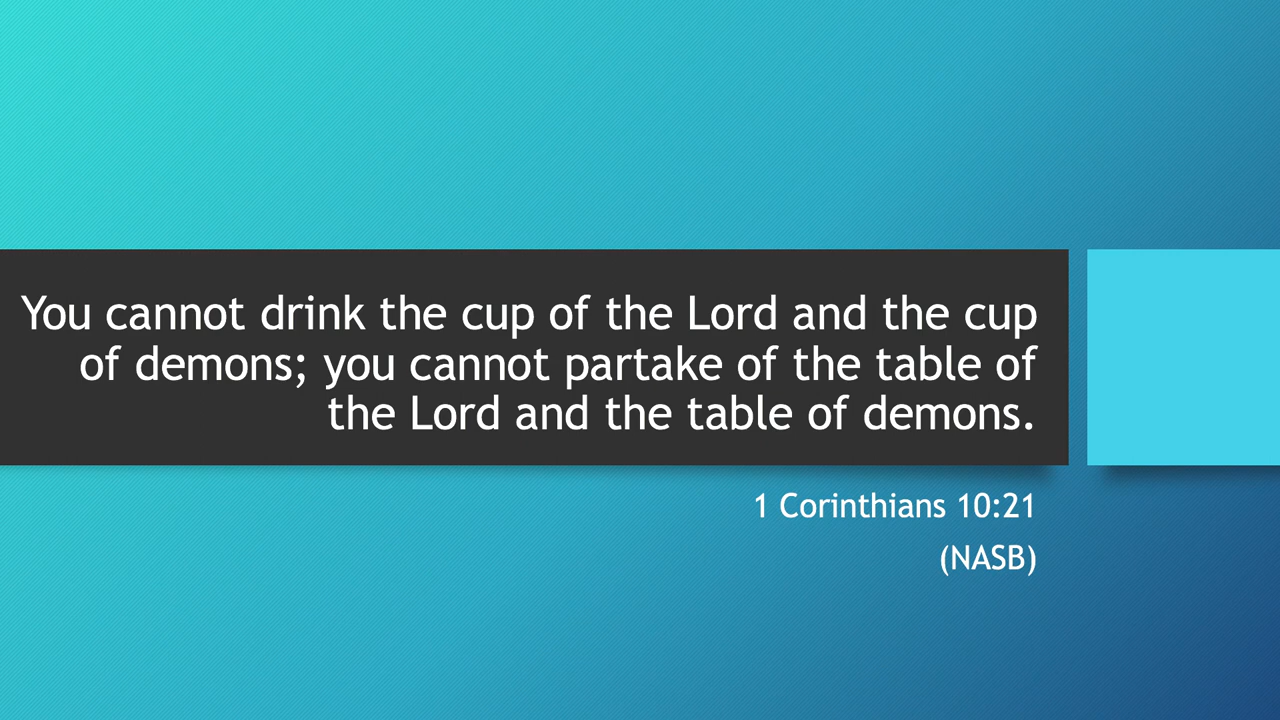 You cannot drink the cup of the Lord and the cup
of demons; you cannot partake of the table of
the Lord and the table of demons.
1 Corinthians 10:21
(NASB)